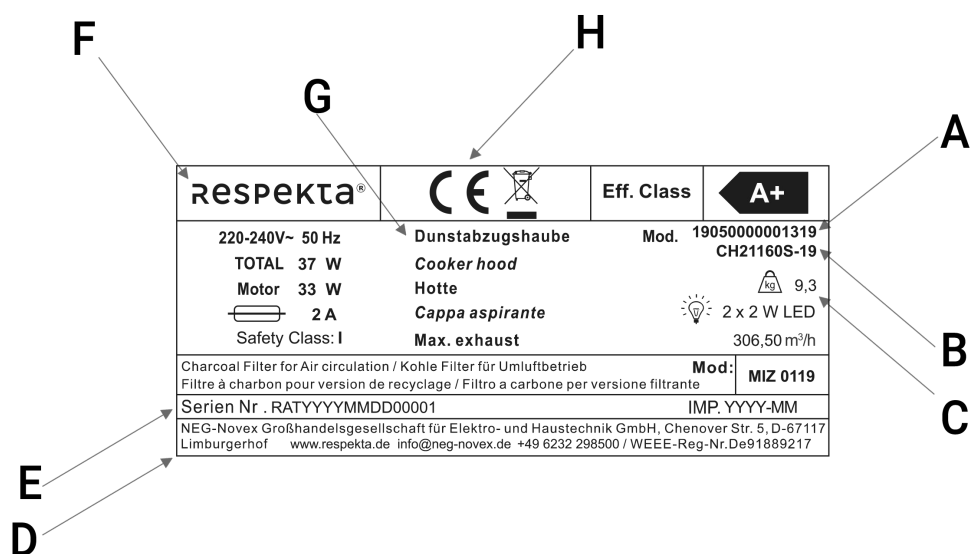 F
H
G
A
Respekta®
CE
Eff. Class
A+
220-240V~ 50 Hz
Dunstabzugshaube
Mod. 19050000001319
TOTAL 37 W
Cooker hood
CH21160S-19
Motor 33 W
Hotte
kg 9,3
2 A
Cappa aspirante
2 x 2 W LED
Safety Class: I
Max. exhaust
306,50 m³/h
B
C
Charcoal Filter for Air circulation / Kohle Filter für Umluftbetrieb
Filtre à charbon pour version de recyclage / Filtro a carbone per versione filtrante
Mod:
MIZ 0119
Serien Nr . RATYYYYMMDD00001
IMP. YYYY-MM
NEG-Novex Großhandelsgesellschaft für Elektro- und Haustechnik GmbH, Chenover Str. 5, D-67117
Limburgerhof www.respekta.de info@neg-novex.de +49 6232 298500 / WEEE-Reg-Nr.De91889217
E
D